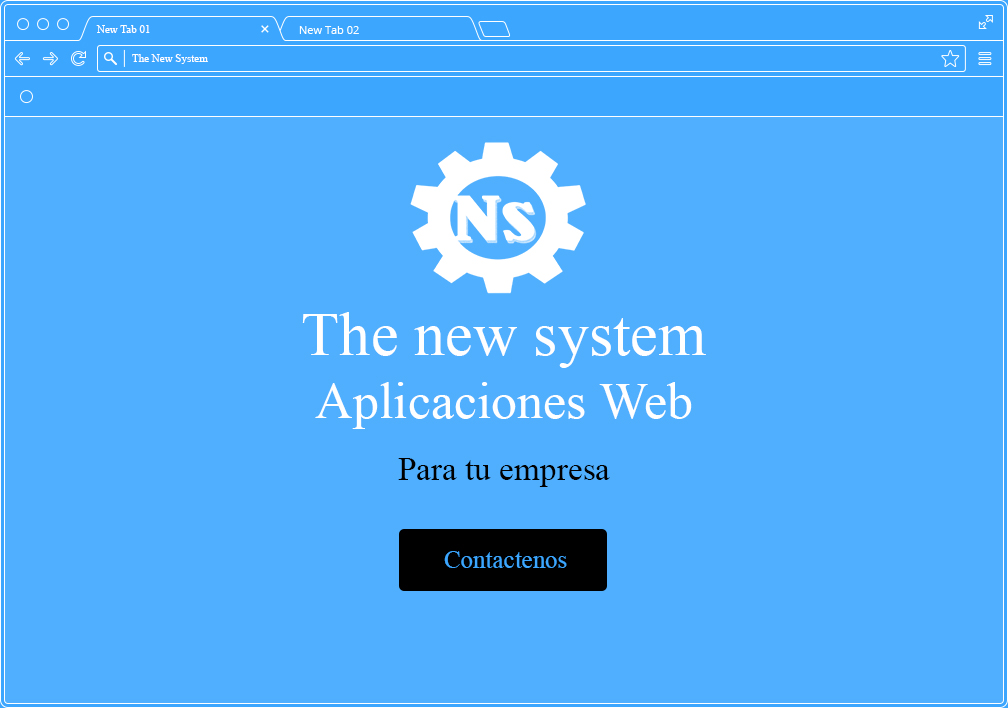 New Tab 01
New Tab 02
The New System
Ns
The new system
Aplicaciones Web
Para tu empresa
Contactenos